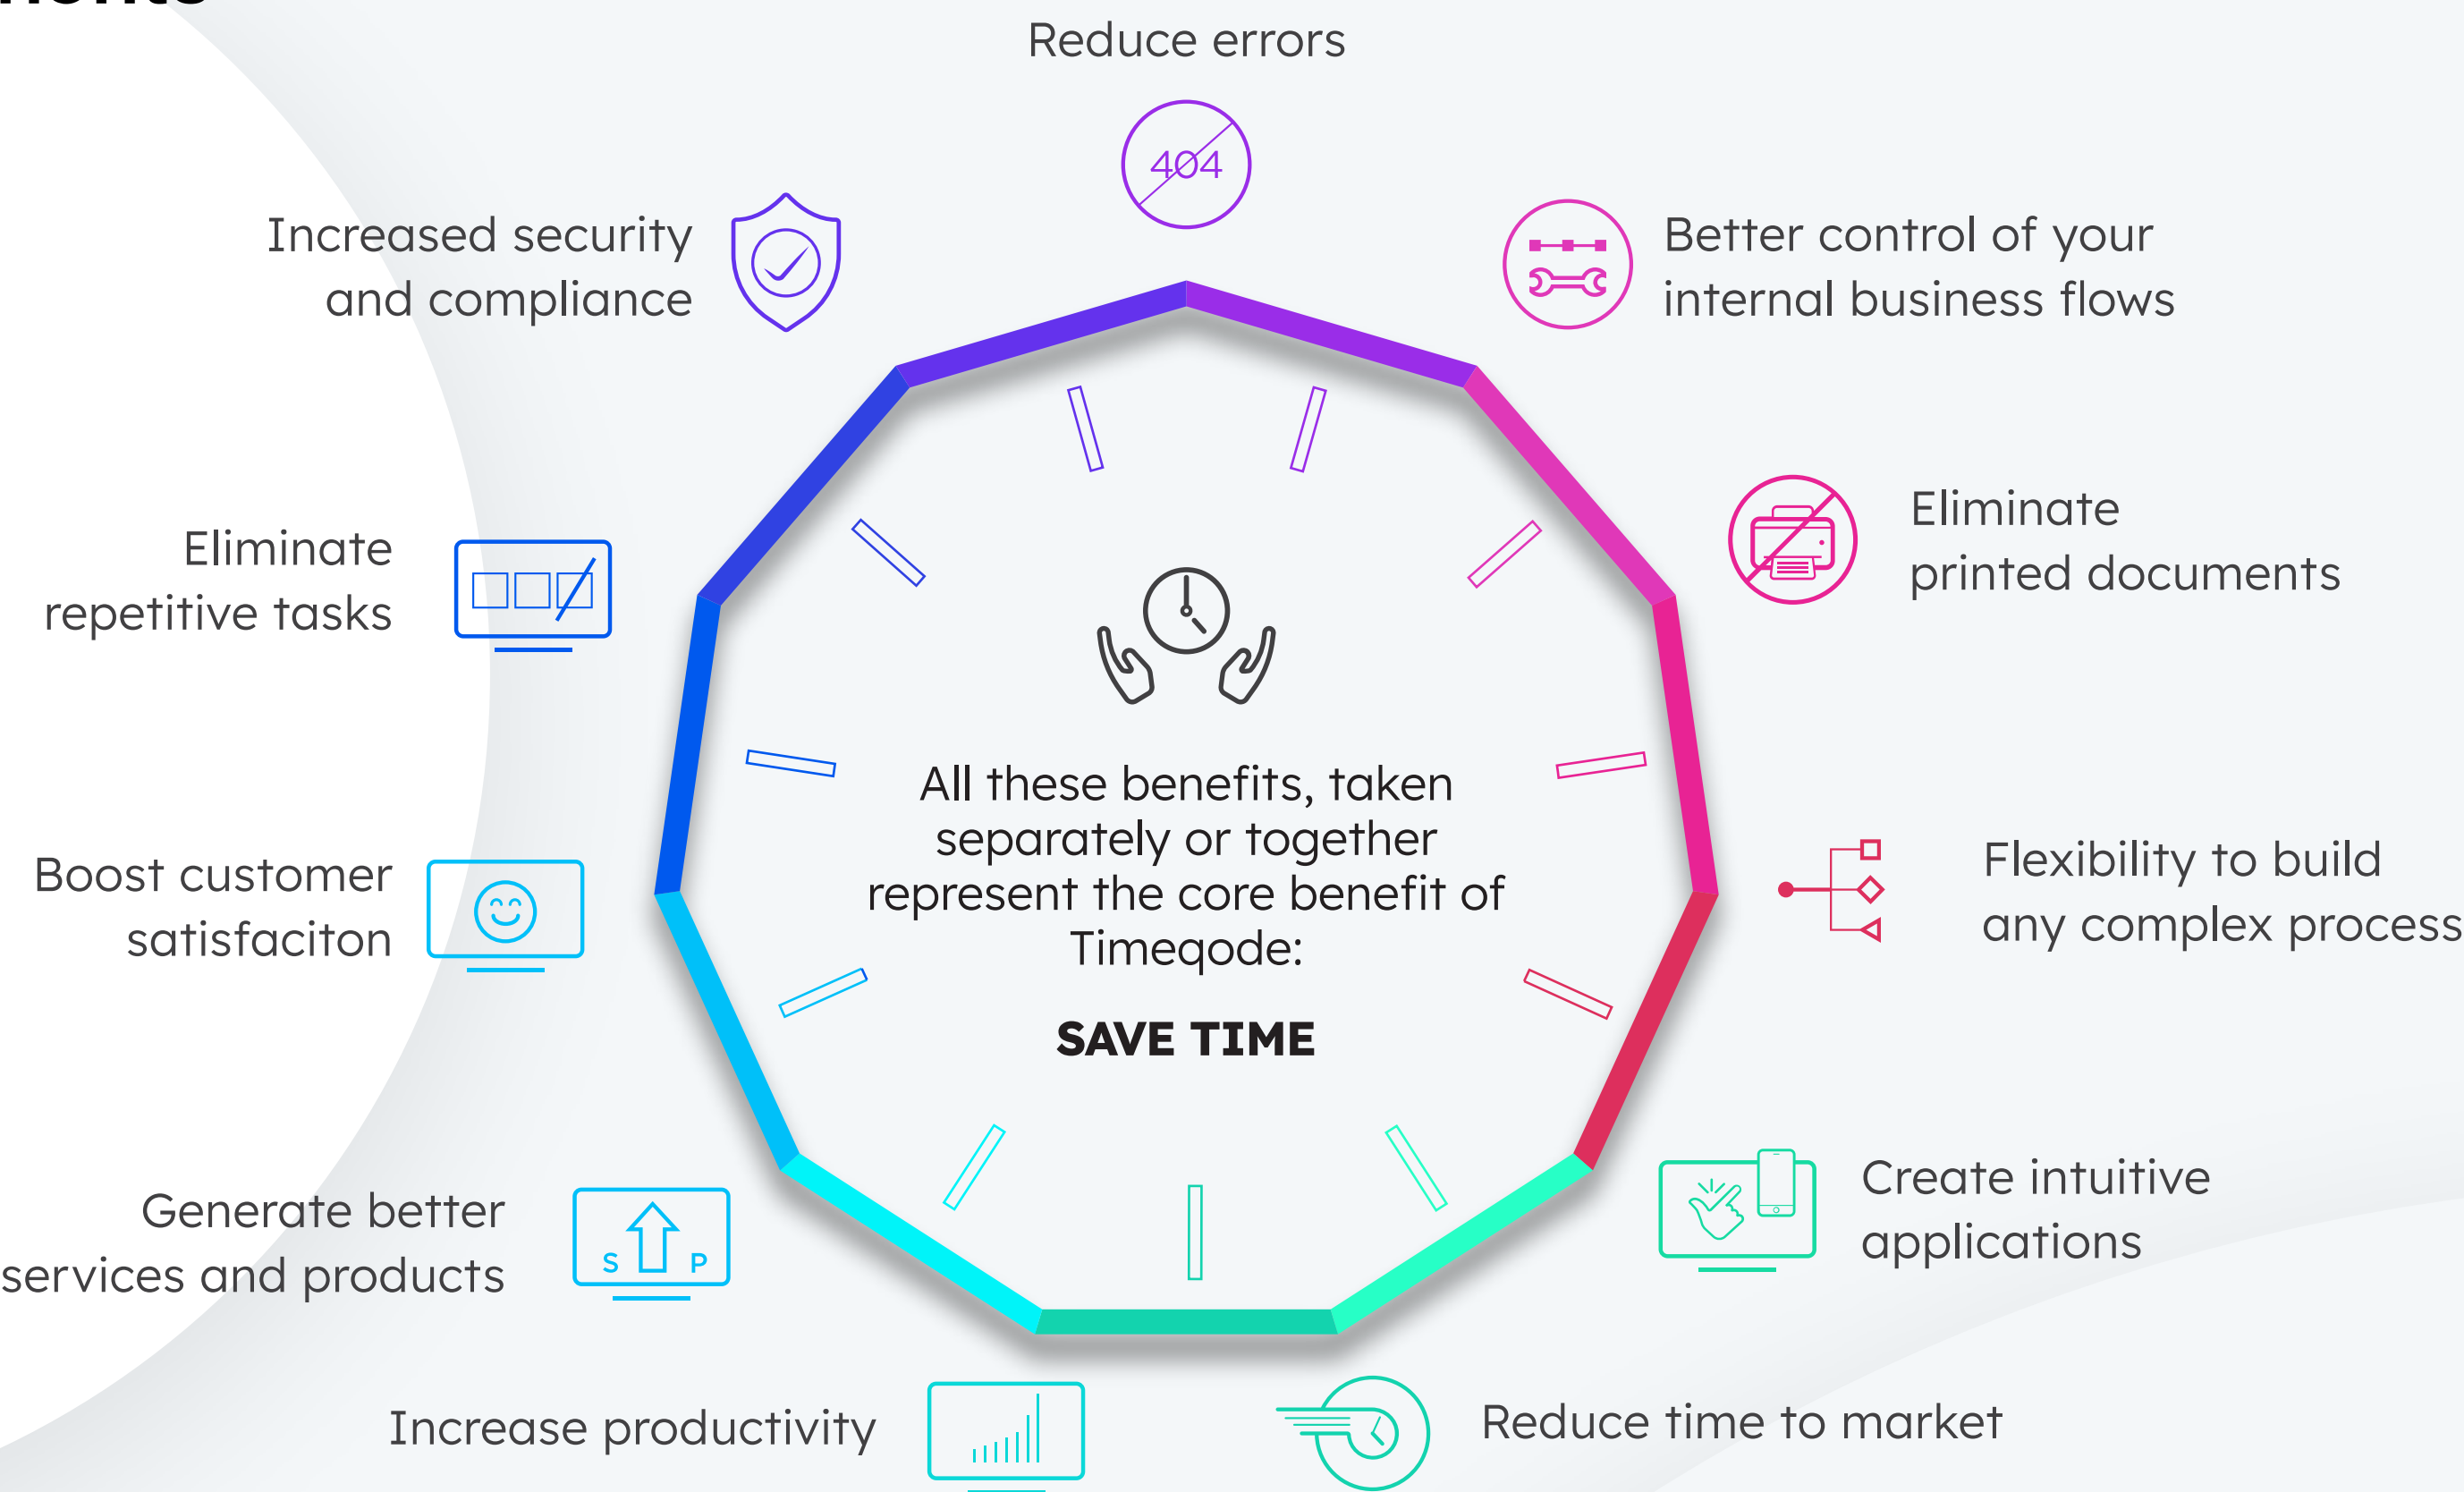 Reduce errors
404
Increased security
and compliance
Better control of your
internal business flows
Eliminate
repetitive tasks
Eliminate
printed documents
All these benefits, taken
separately or together
represent the core benefit of
Timeqode:
SAVE TIME
Boost customer
satisfaciton
Flexibility to build
any complex process
Generate better
services and products
S P
Create intuitive
applications
Increase productivity
Reduce time to market